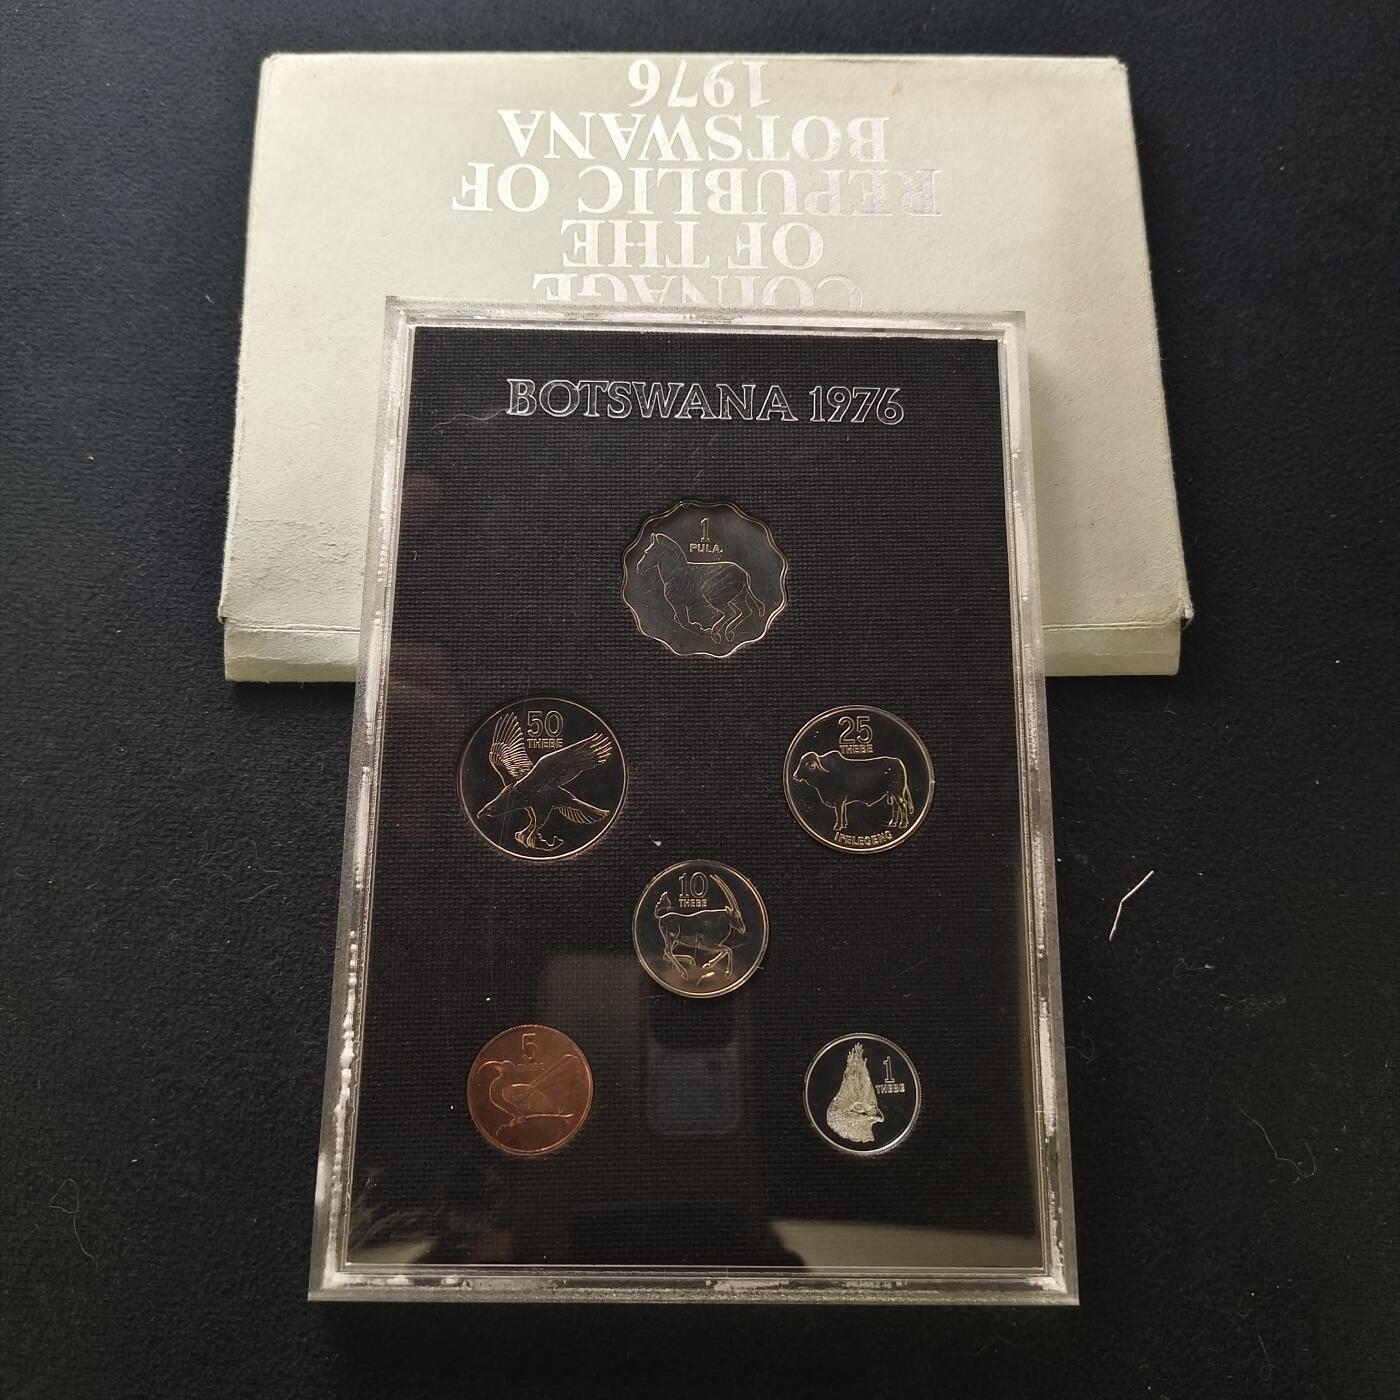 COINAGE
OF THE
REPUBLIC OF
BOTSWANA
1976
BOTSWANA 1976
1
PULA
50
THEBE
25
THEBE
IPELEGENG
10
THEBE
5
THEBE
1
THEBE